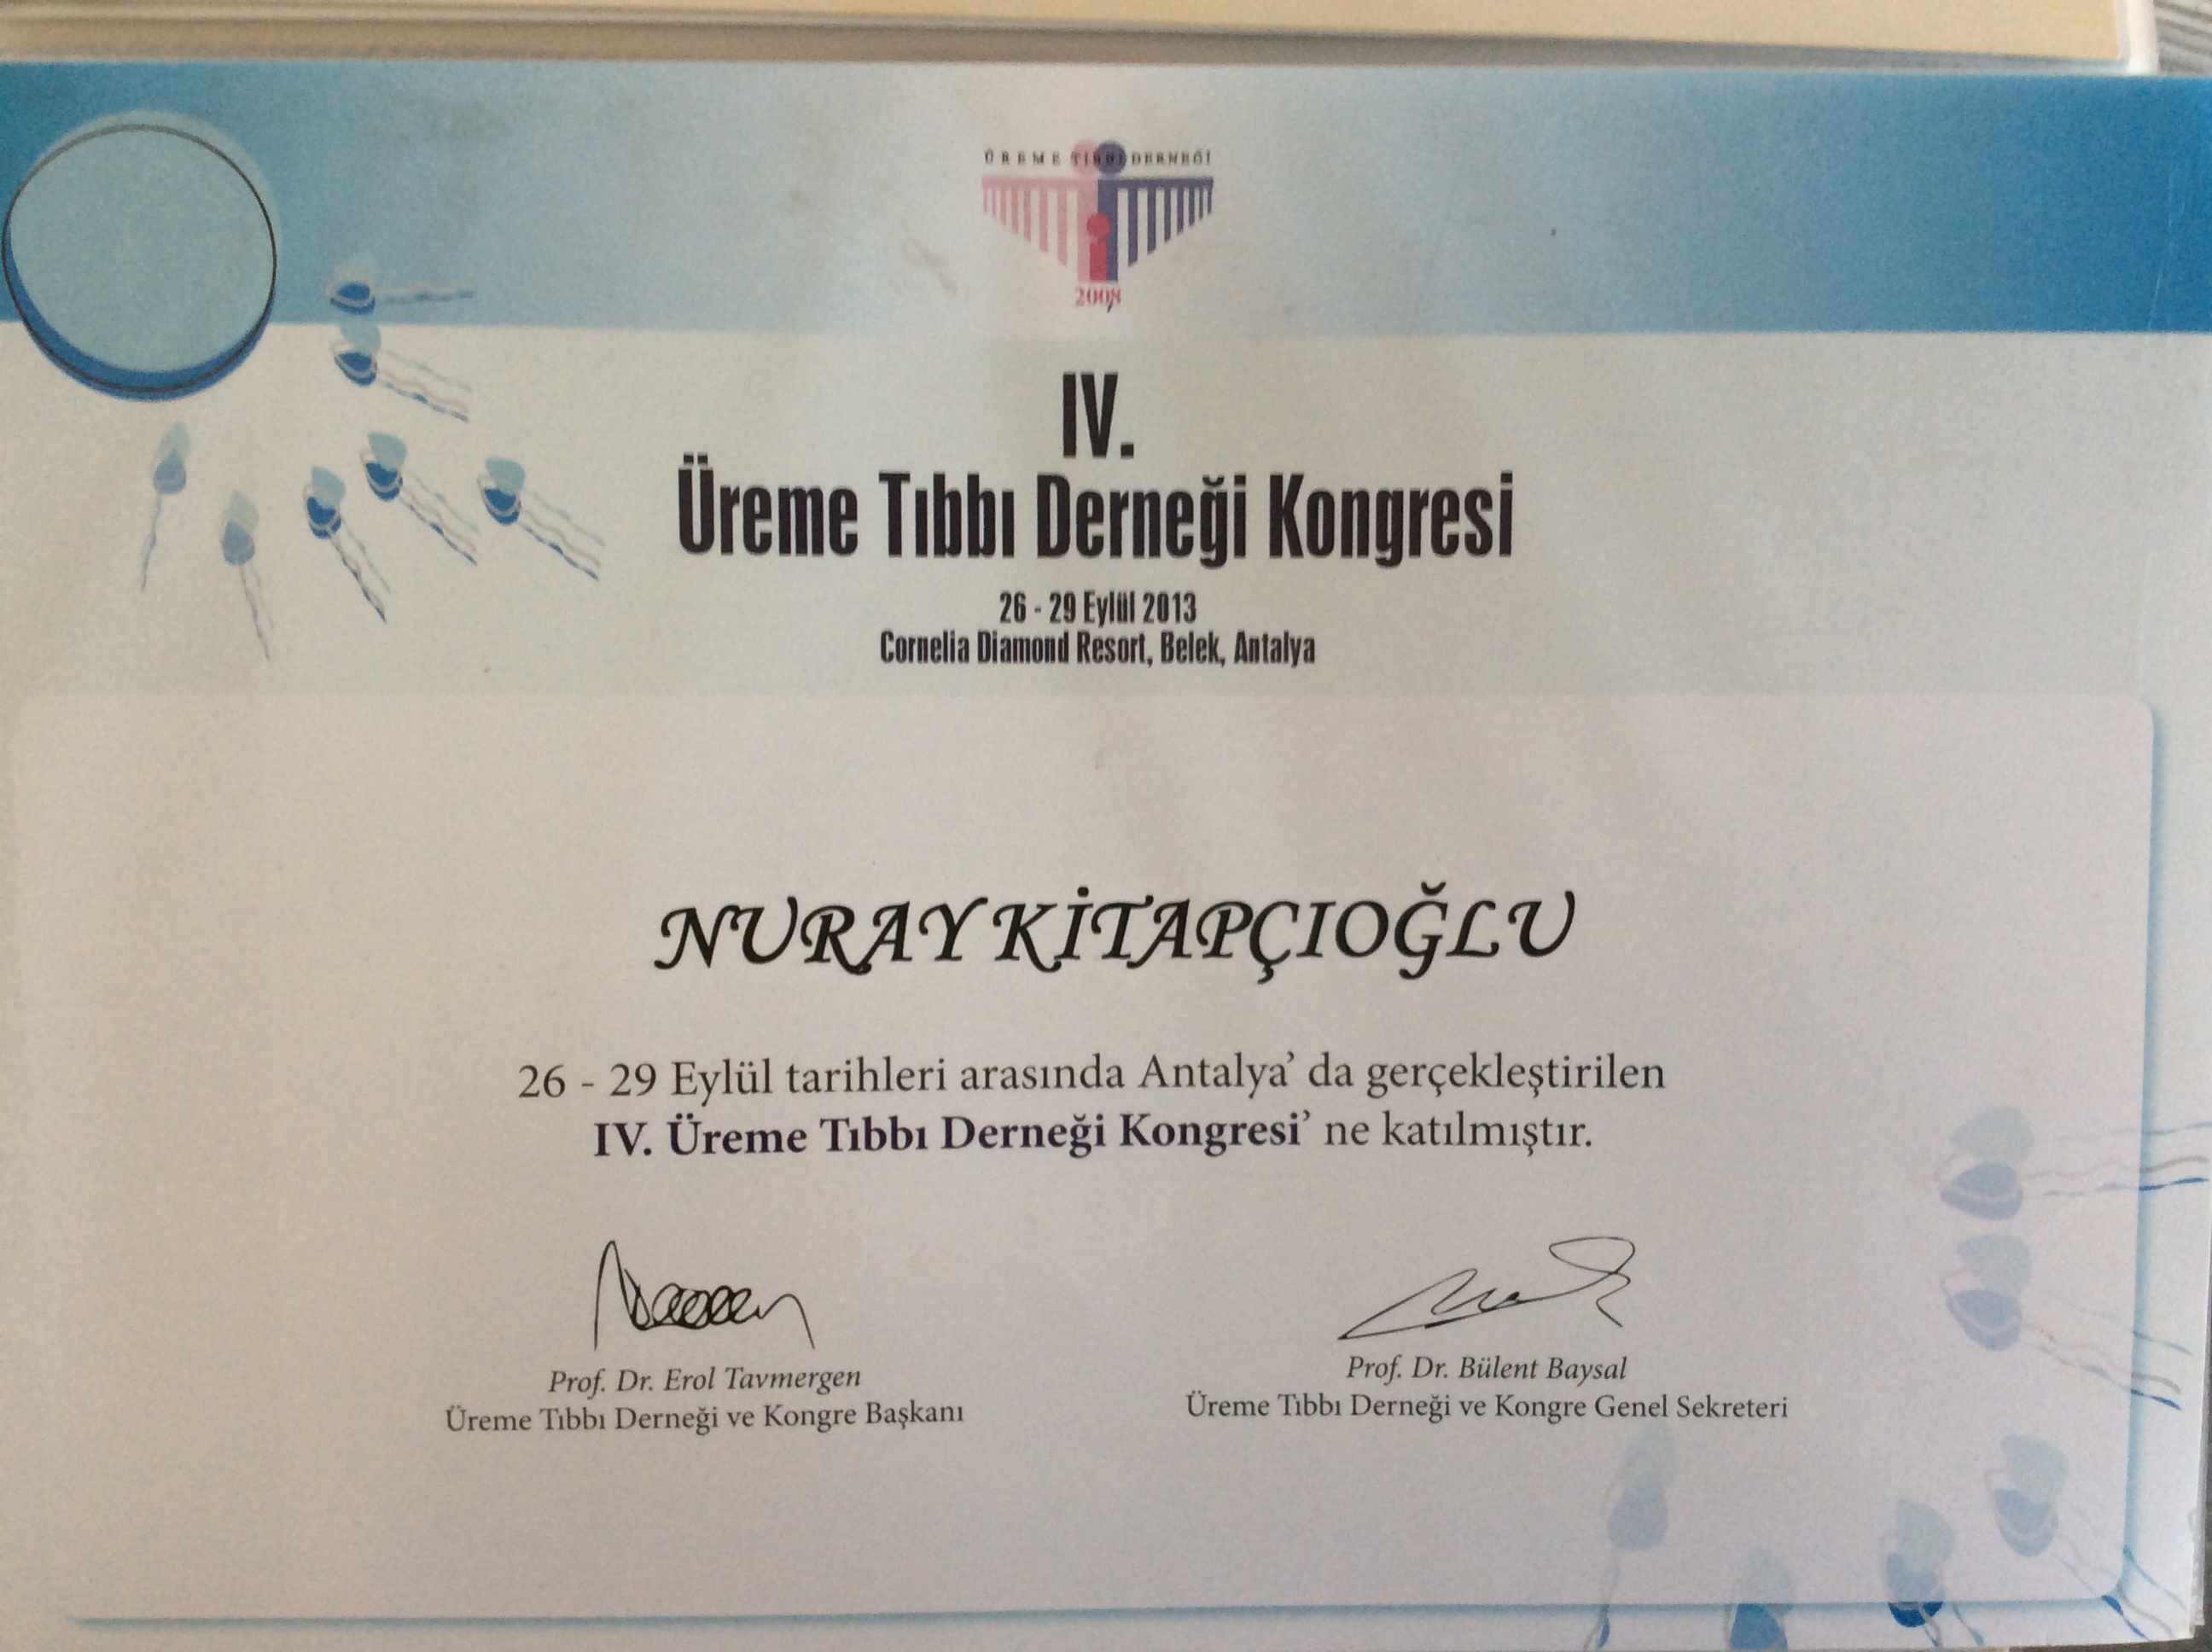 ÜREME TIBBI DERNEĞİ
2008
IV.
Üreme Tıbbı Derneği Kongresi
26 - 29 Eylül 2013
Cornelia Diamond Resort, Belek, Antalya
NURAY KİTAPÇIOĞLU
26 - 29 Eylül tarihleri arasında Antalya’ da gerçekleştirilen
IV. Üreme Tıbbı Derneği Kongresi’ ne katılmıştır.
Prof. Dr. Erol Tavmergen
Üreme Tıbbı Derneği ve Kongre Başkanı
Prof. Dr. Bülent Baysal
Üreme Tıbbı Derneği ve Kongre Genel Sekreteri